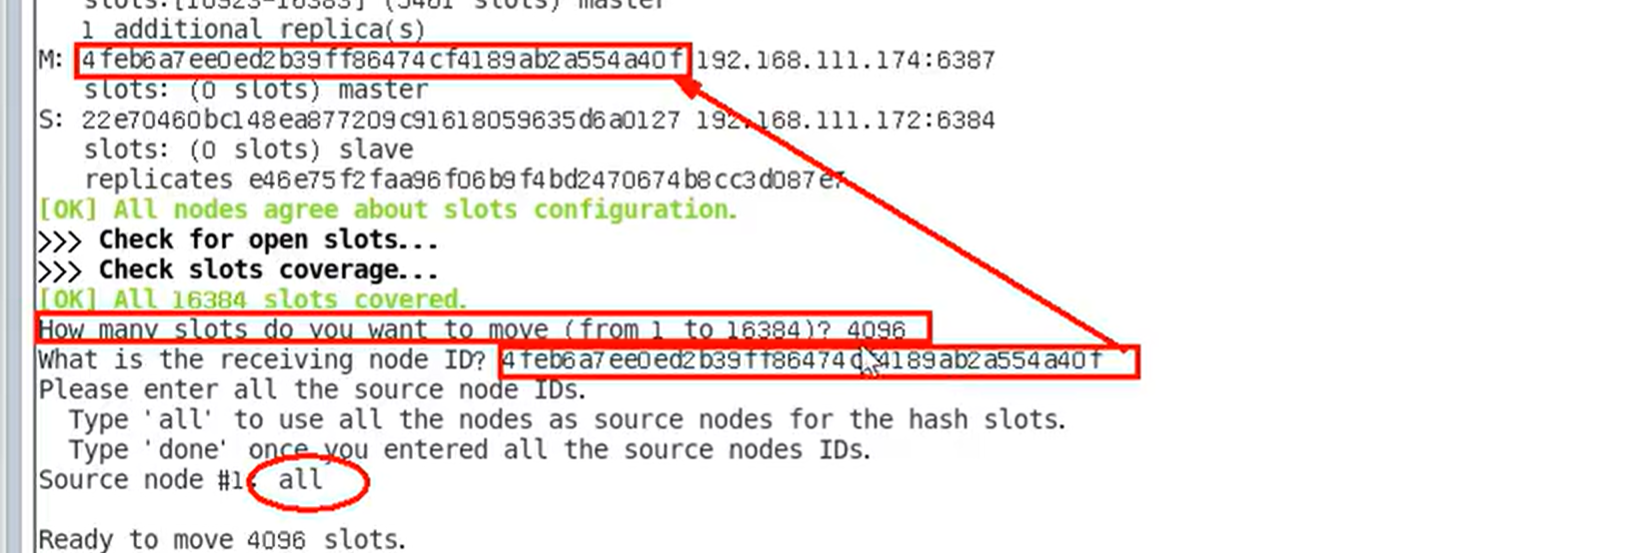 slots:[10923-16383] (5461 slots) master
1 additional replica(s)
M: 4feb6a7ee0ed2b39ff86474cf4189ab2a554a40f 192.168.111.174:6387
slots: (0 slots) master
S: 22e70460bc148ea877209c91618059635d6a0127 192.168.111.172:6384
slots: (0 slots) slave
replicates e46e75f2faa96f06b9f4bd2470674b8cc3d087e7
[OK] All nodes agree about slots configuration.
>>> Check for open slots...
>>> Check slots coverage...
[OK] All 16384 slots covered.
How many slots do you want to move (from 1 to 16384)? 4096
What is the receiving node ID? 4feb6a7ee0ed2b39ff86474cf4189ab2a554a40f
Please enter all the source node IDs.
Type 'all' to use all the nodes as source nodes for the hash slots.
Type 'done' once you entered all the source nodes IDs.
Source node #1: all
Ready to move 4096 slots.